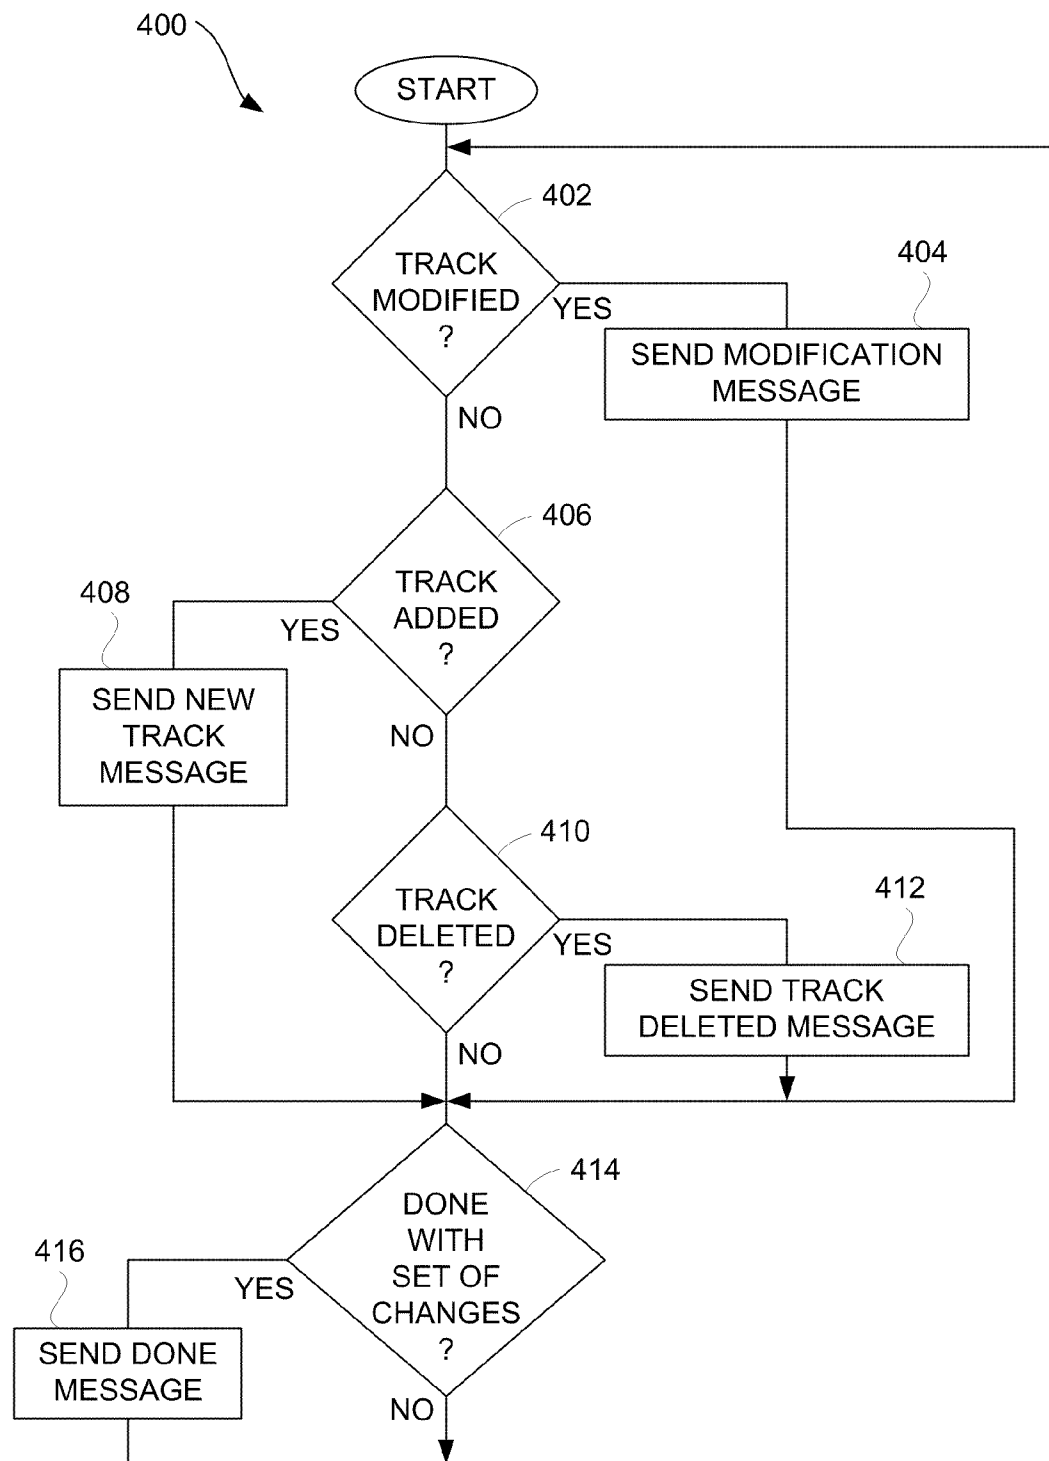 400
START
402
TRACK
MODIFIED
?
YES
404
SEND MODIFICATION
MESSAGE
NO
406
TRACK
ADDED
?
YES
408
SEND NEW
TRACK
MESSAGE
NO
410
TRACK
DELETED
?
YES
412
SEND TRACK
DELETED MESSAGE
NO
414
DONE
WITH
SET OF
CHANGES
?
YES
416
SEND DONE
MESSAGE
NO